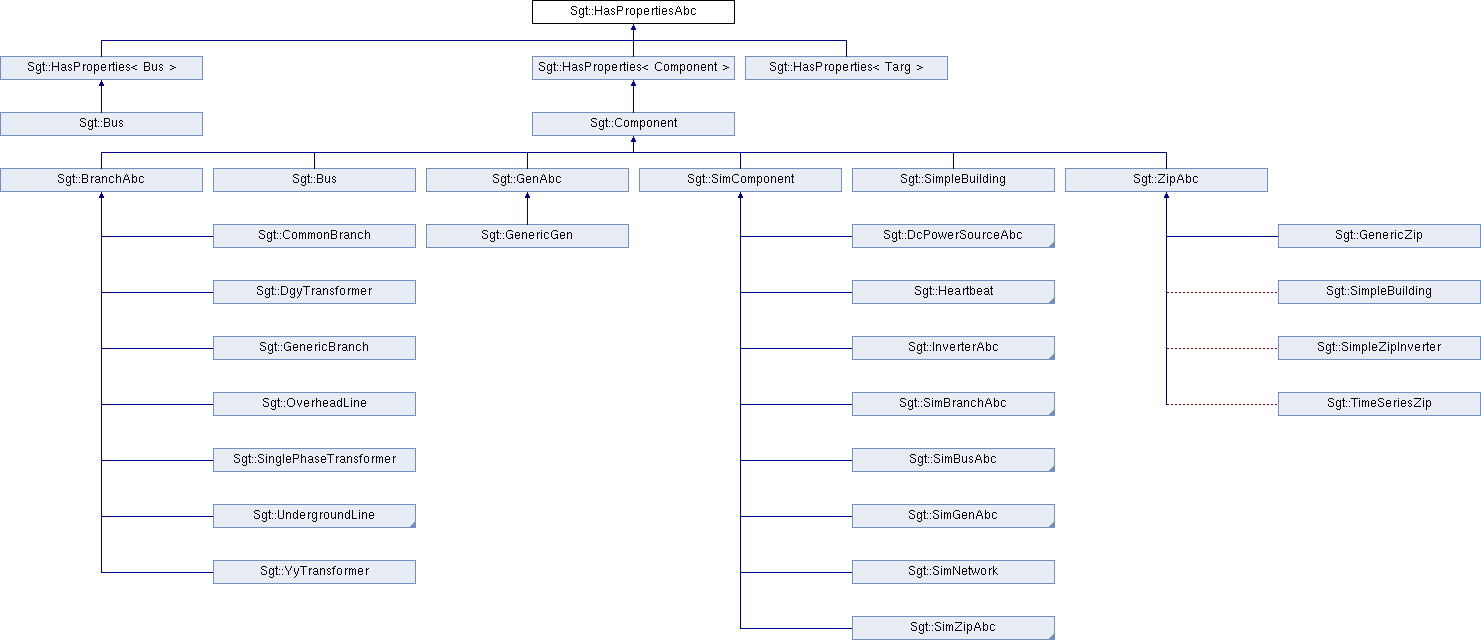 Sgt::HasPropertiesAbc
Sgt::HasProperties< Bus >
Sgt::HasProperties< Component >
Sgt::HasProperties< Targ >
Sgt::Bus
Sgt::Component
Sgt::BranchAbc
Sgt::Bus
Sgt::GenAbc
Sgt::SimComponent
Sgt::SimpleBuilding
Sgt::ZipAbc
Sgt::CommonBranch
Sgt::GenericGen
Sgt::DcPowerSourceAbc
Sgt::GenericZip
Sgt::DgyTransformer
Sgt::Heartbeat
Sgt::SimpleBuilding
Sgt::GenericBranch
Sgt::InverterAbc
Sgt::SimpleZipInverter
Sgt::OverheadLine
Sgt::SimBranchAbc
Sgt::TimeSeriesZip
Sgt::SinglePhaseTransformer
Sgt::SimBusAbc
Sgt::UndergroundLine
Sgt::SimGenAbc
Sgt::YyTransformer
Sgt::SimNetwork
Sgt::SimZipAbc